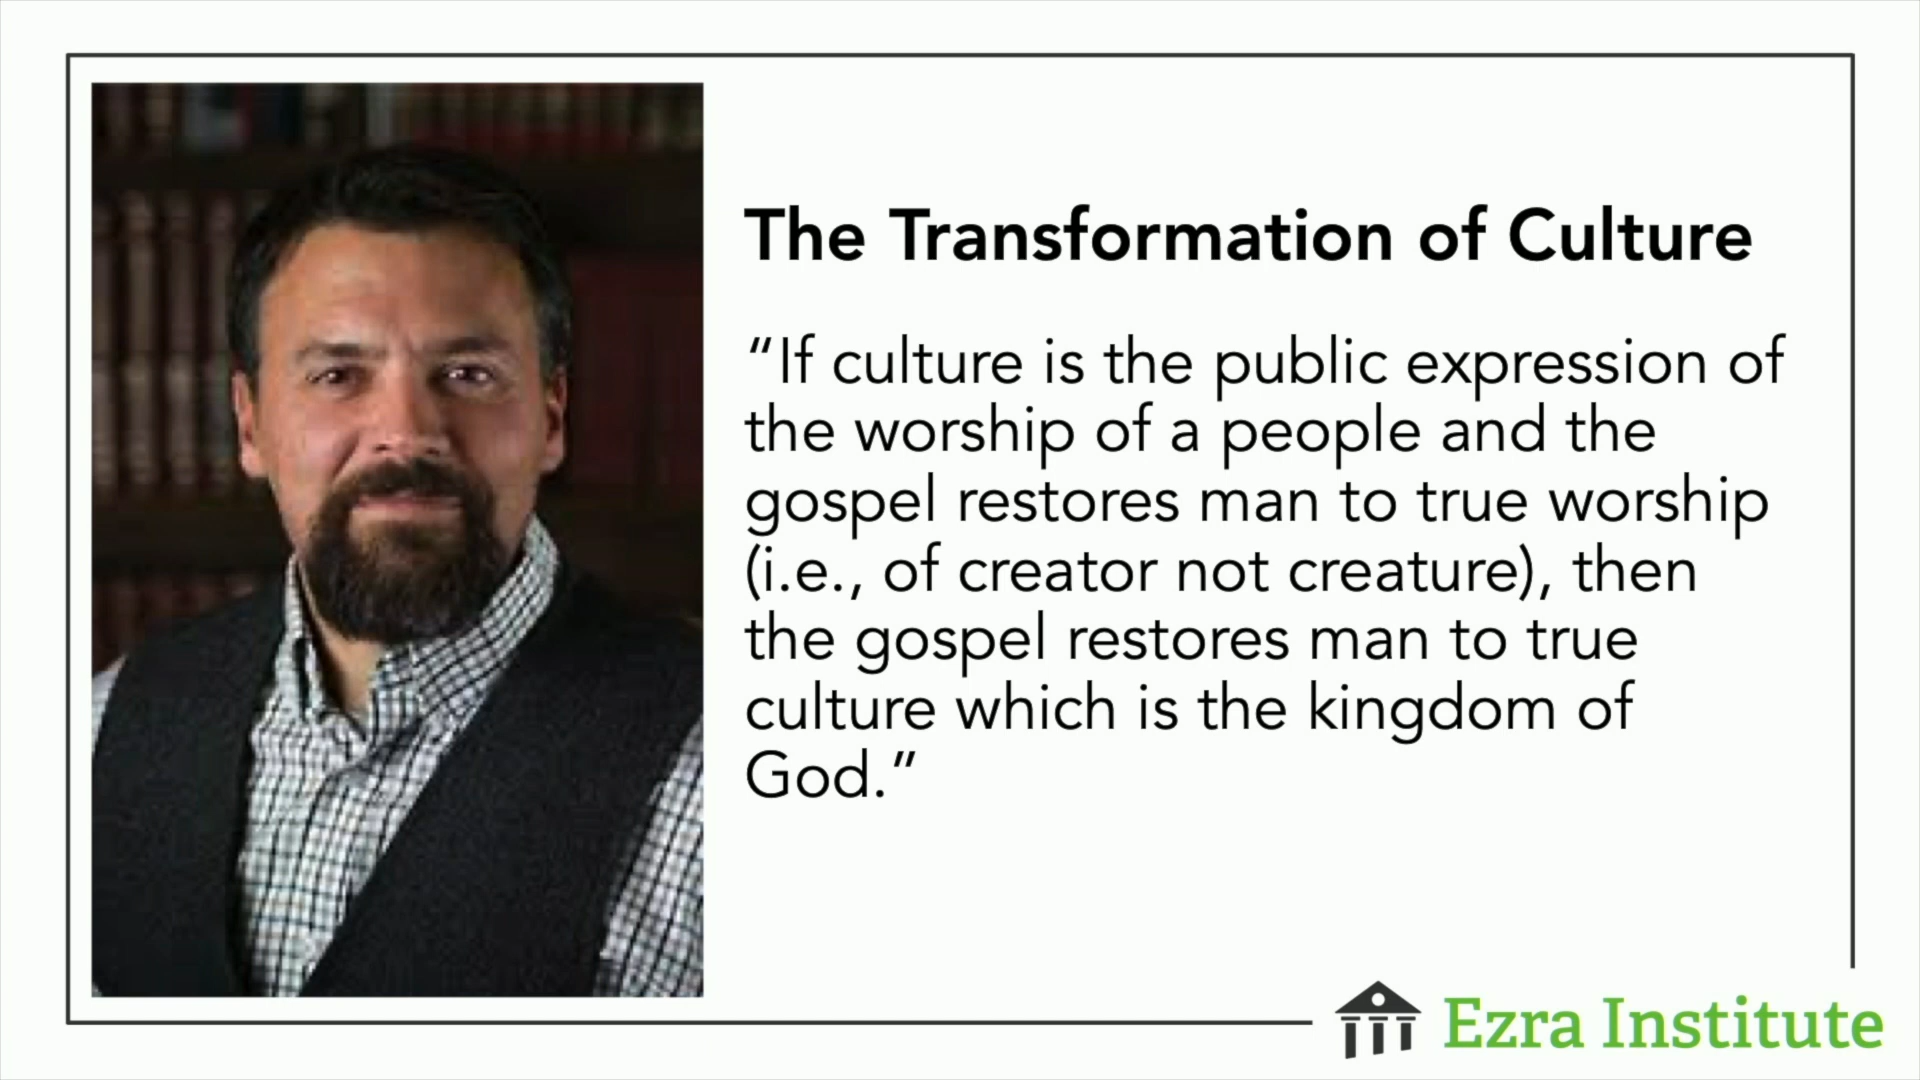 The Transformation of Culture
“If culture is the public expression of
the worship of a people and the
gospel restores man to true worship
(i.e., of creator not creature), then
the gospel restores man to true
culture which is the kingdom of
God.”
Ezra Institute